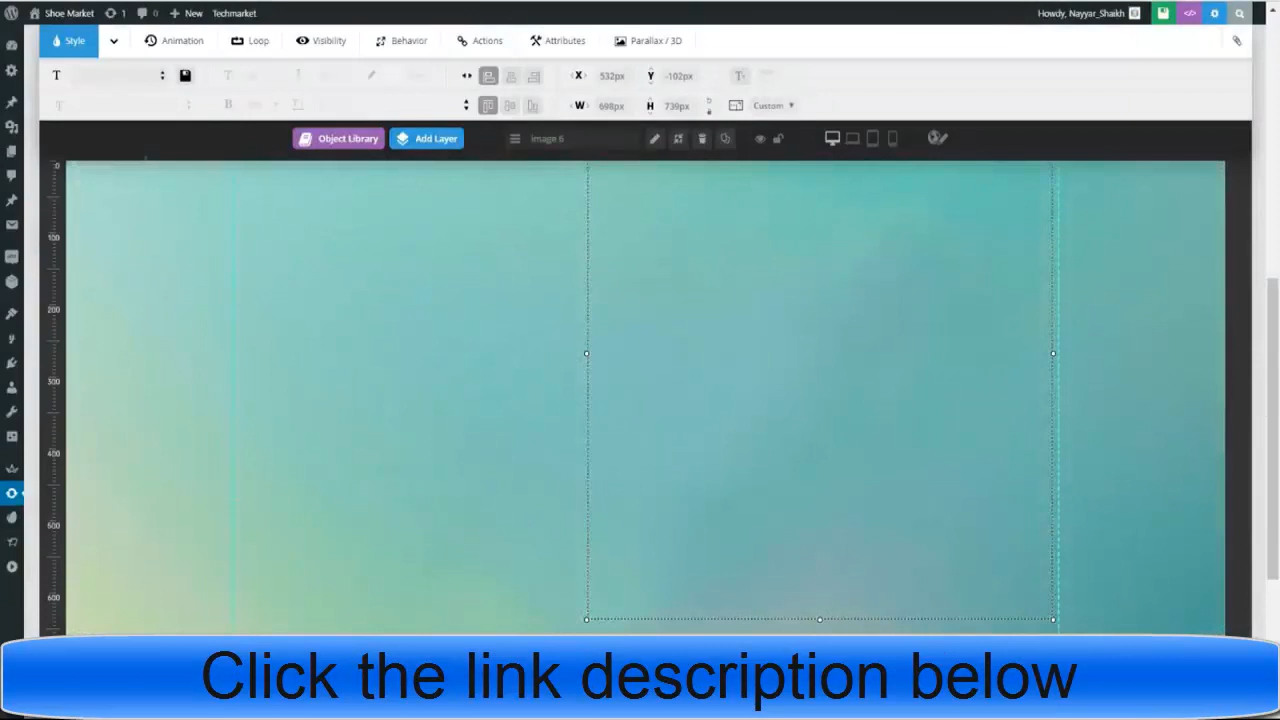 Shoe Market 1 0 New Techmarket Howdy, Nayyar_Shaikh
Style Animation Loop Visibility Behavior Actions Attributes Parallax / 3D
T X 532px Y -102px
B W 698px H 739px Custom
Object Library Add Layer image 6
0
100
200
300
400
500
600
Click the link description below